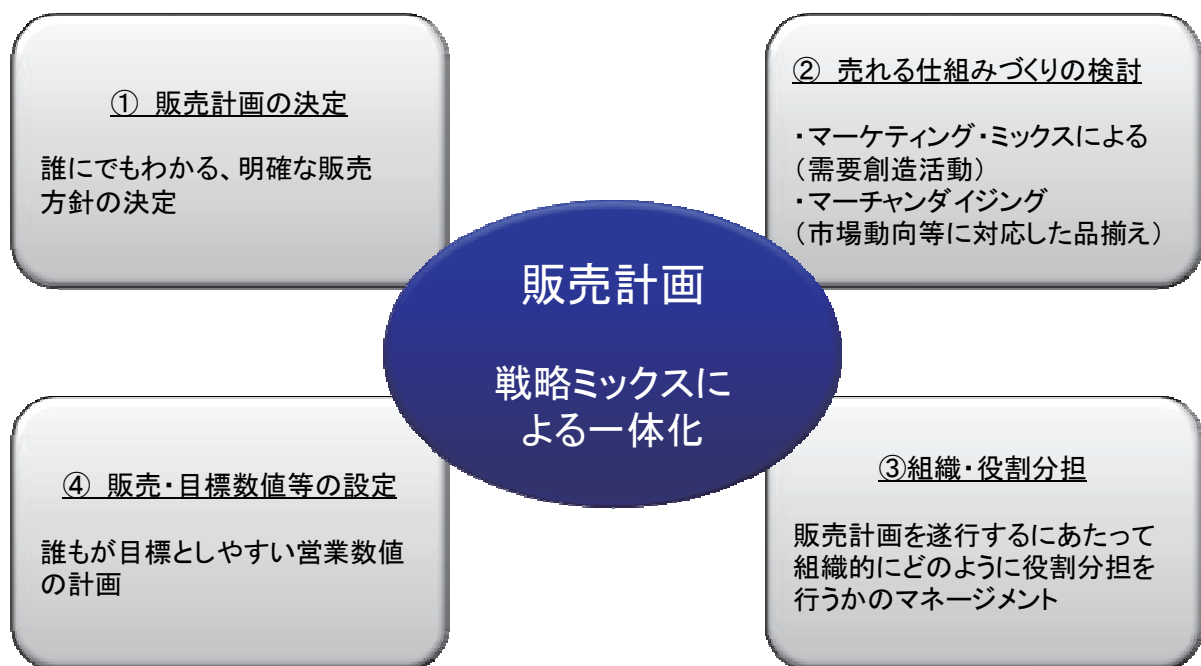 ① 販売計画の決定
誰にでもわかる、明確な販売
方針の決定
② 売れる仕組みづくりの検討
・マーケティング・ミックスによる
（需要創造活動）
・マーチャンダイジング
（市場動向等に対応した品揃え）
販売計画
戦略ミックスに
よる一体化
④ 販売・目標数値等の設定
誰もが目標としやすい営業数値
の計画
③組織・役割分担
販売計画を遂行するにあたって
組織的にどのように役割分担を
行うかのマネージメント